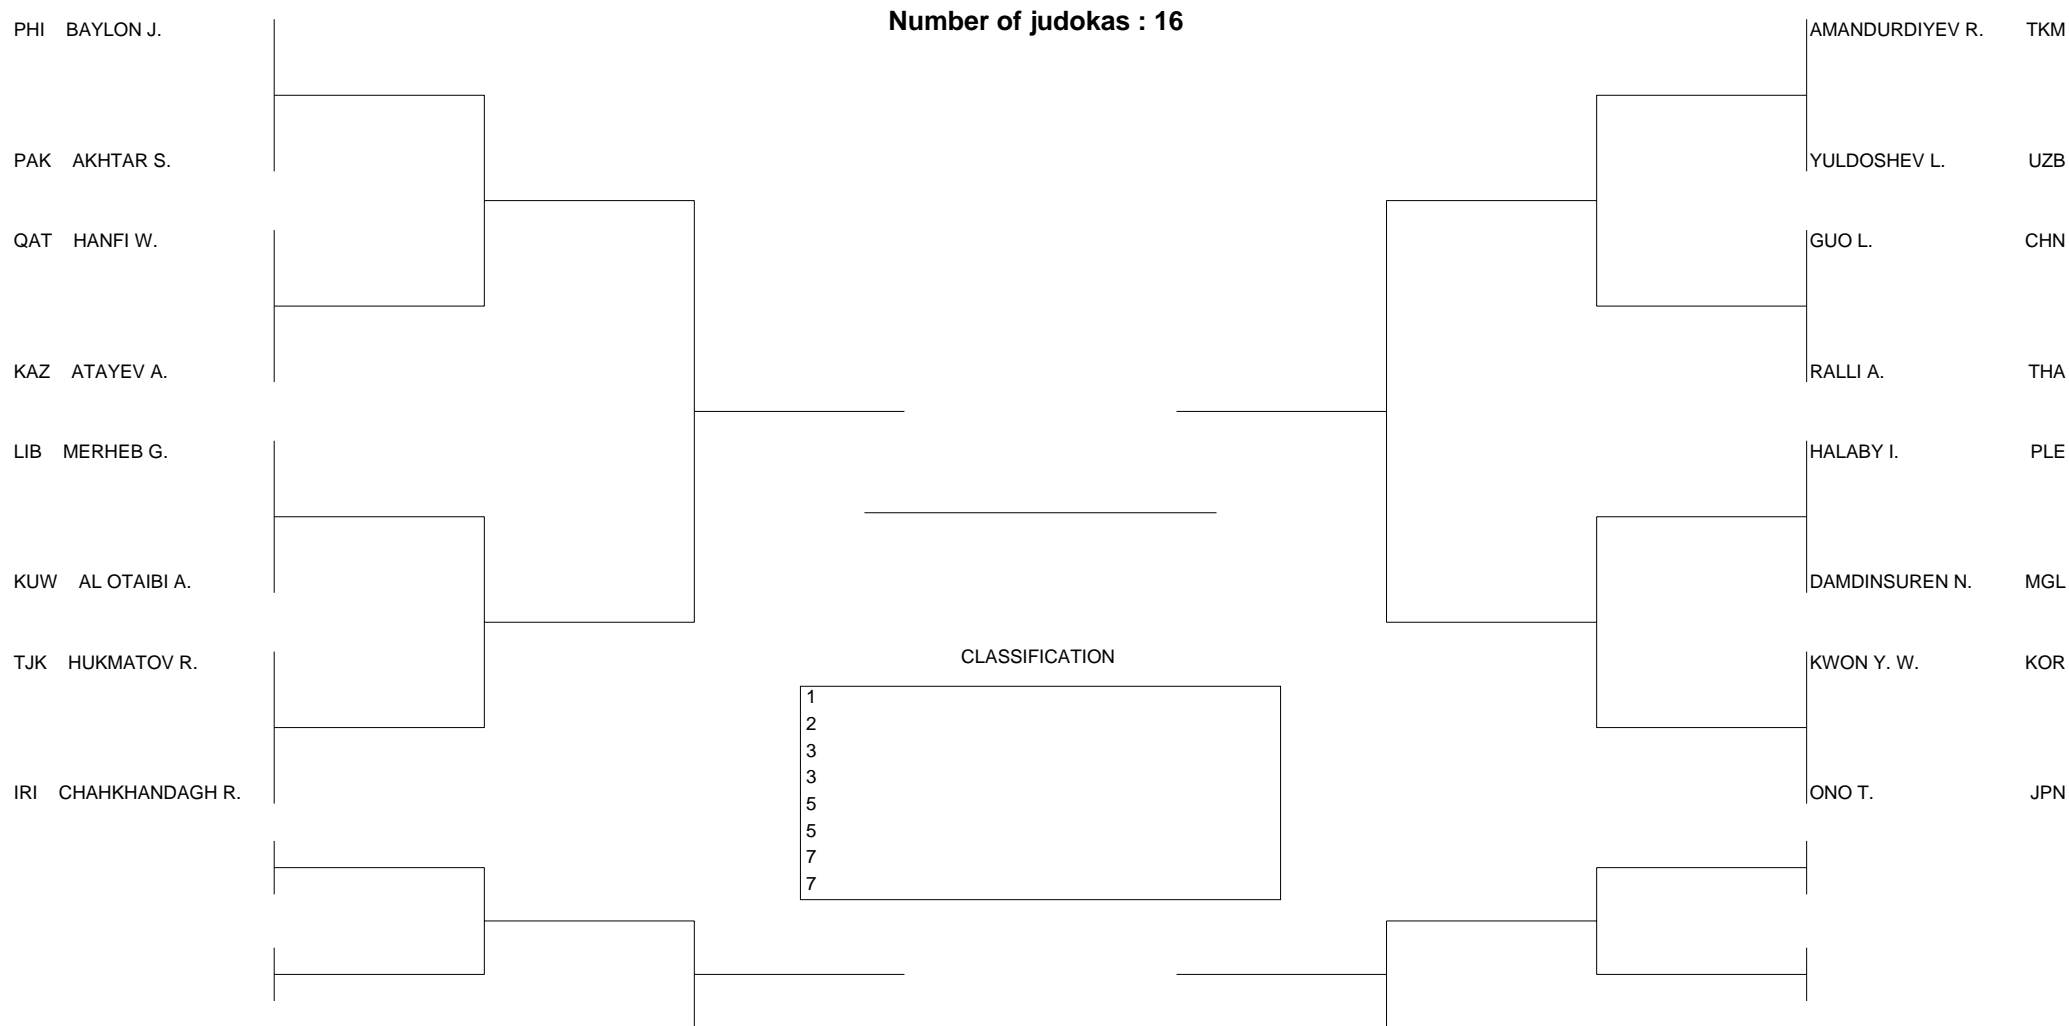 Number of judokas : 16
PHI BAYLON J.
PAK AKHTAR S.
QAT HANFI W.
KAZ ATAYEV A.
LIB MERHEB G.
KUW AL OTAIBI A.
TJK HUKMATOV R.
IRI CHAHKHANDAGH R.
AMANDURDIYEV R. TKM
YULDOSHEV L. UZB
GUO L. CHN
RALLI A. THA
HALABY I. PLE
DAMDINSUREN N. MGL
KWON Y. W. KOR
ONO T. JPN
CLASSIFICATION
1
2
3
3
5
5
7
7